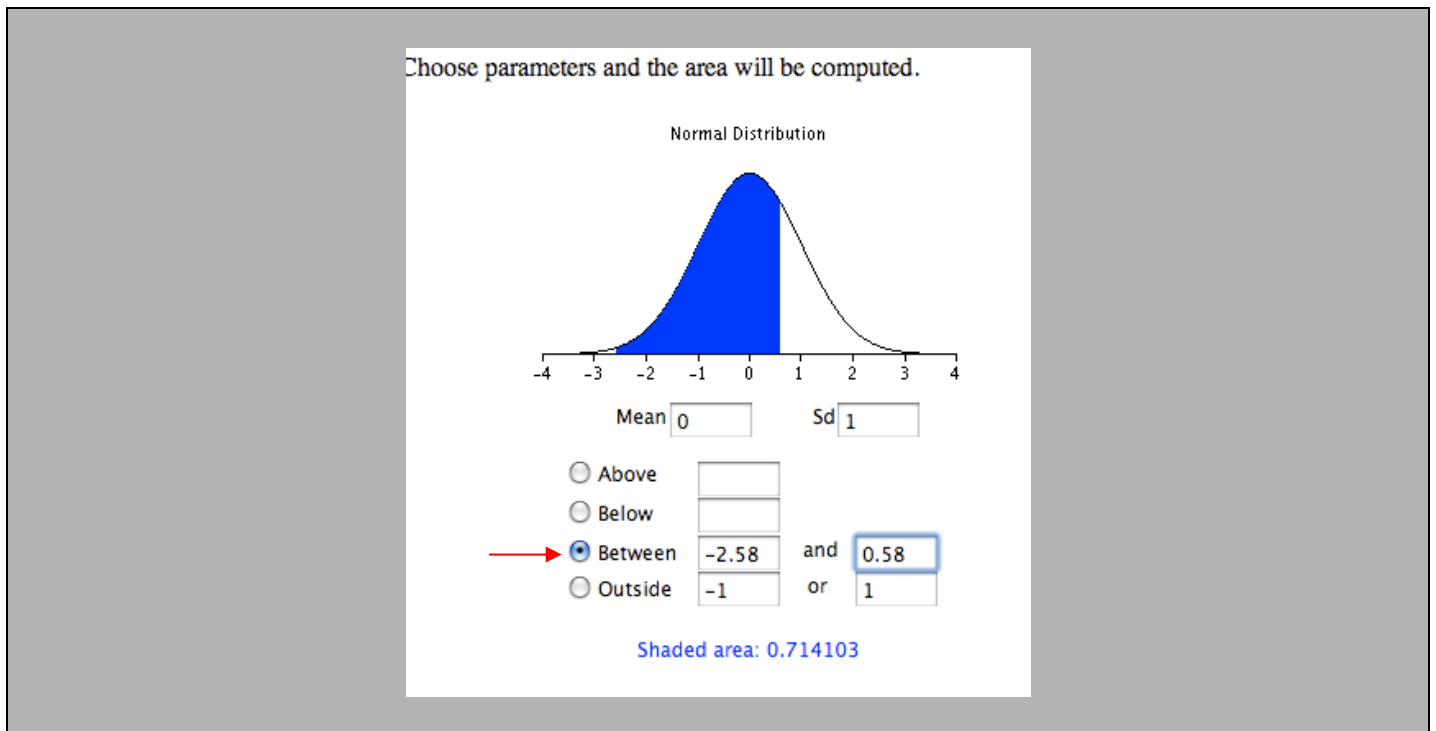 Choose parameters and the area will be computed.
Normal Distribution
-4 -3 -2 -1 0 1 2 3 4
Mean 0 Sd 1
Above
Below
Between -2.58 and 0.58
Outside -1 or 1
Shaded area: 0.714103